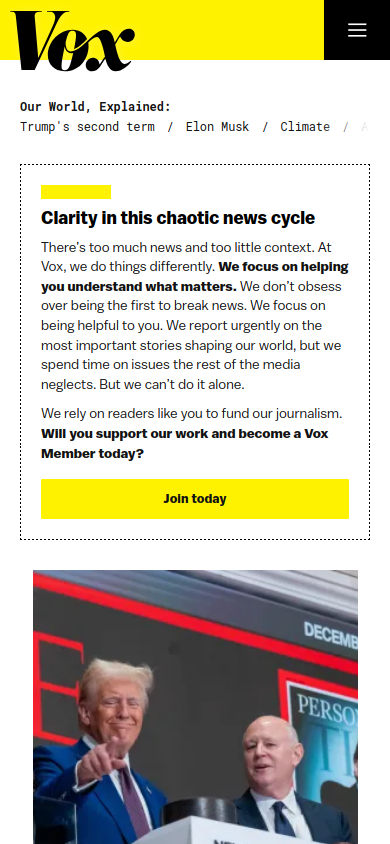 Vox
Our World, Explained:
Trump's second term / Elon Musk / Climate /
Clarity in this chaotic news cycle
There's too much news and too little context. At
Vox, we do things differently. We focus on helping
you understand what matters. We don't obsess
over being the first to break news. We focus on
being helpful to you. We report urgently on the
most important stories shaping our world, but we
spend time on issues the rest of the media
neglects. But we can't do it alone.
We rely on readers like you to fund our journalism.
Will you support our work and become a Vox
Member today?
Join today
DECEMB
PERSO